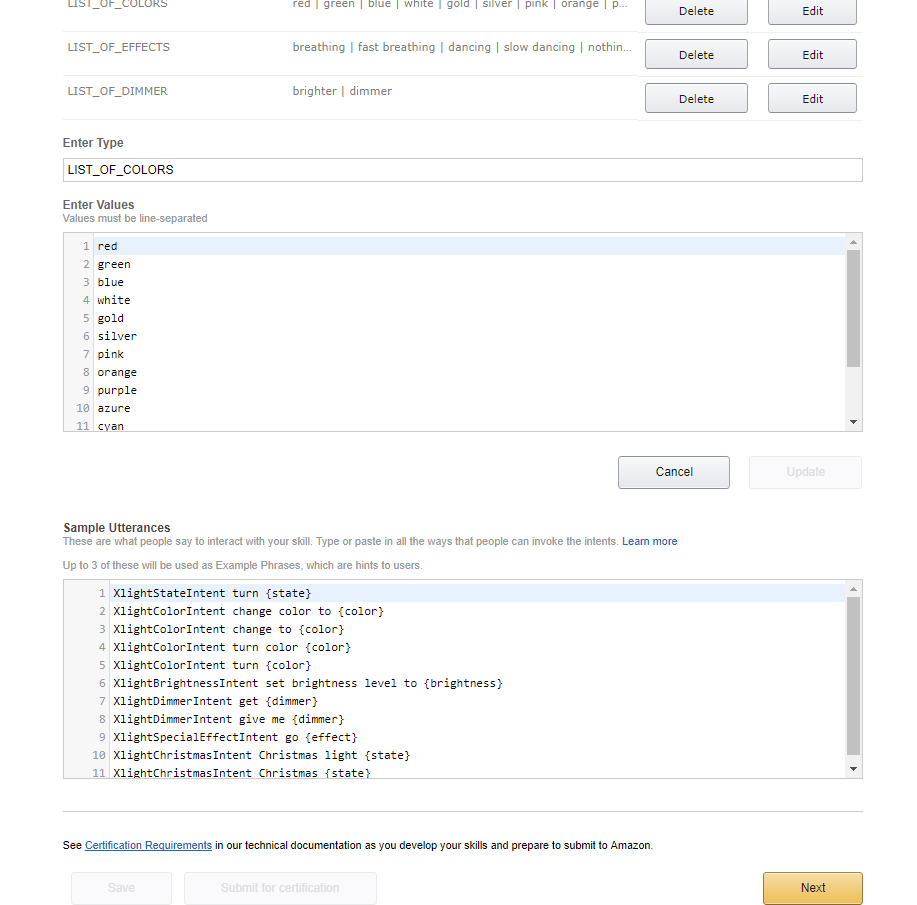 LIST_OF_COLORS red | green | blue | white | gold | silver | pink | orange | p... Delete Edit
LIST_OF_EFFECTS breathing | fast breathing | dancing | slow dancing | nothin... Delete Edit
LIST_OF_DIMMER brighter | dimmer Delete Edit
Enter Type
LIST_OF_COLORS
Enter Values
Values must be line-separated
1 red
2 green
3 blue
4 white
5 gold
6 silver
7 pink
8 orange
9 purple
10 azure
11 cyan
Cancel Update
Sample Utterances
These are what people say to interact with your skill. Type or paste in all the ways that people can invoke the intents. Learn more
Up to 3 of these will be used as Example Phrases, which are hints to users.
1 XlightStateIntent turn {state}
2 XlightColorIntent change color to {color}
3 XlightColorIntent change to {color}
4 XlightColorIntent turn color {color}
5 XlightColorIntent turn {color}
6 XlightBrightnessIntent set brightness level to {brightness}
7 XlightDimmerIntent get {dimmer}
8 XlightDimmerIntent give me {dimmer}
9 XlightSpecialEffectIntent go {effect}
10 XlightChristmasIntent Christmas light {state}
11 XlightChristmasIntent Christmas {state}
See Certification Requirements in our technical documentation as you develop your skills and prepare to submit to Amazon.
Save Submit for certification Next